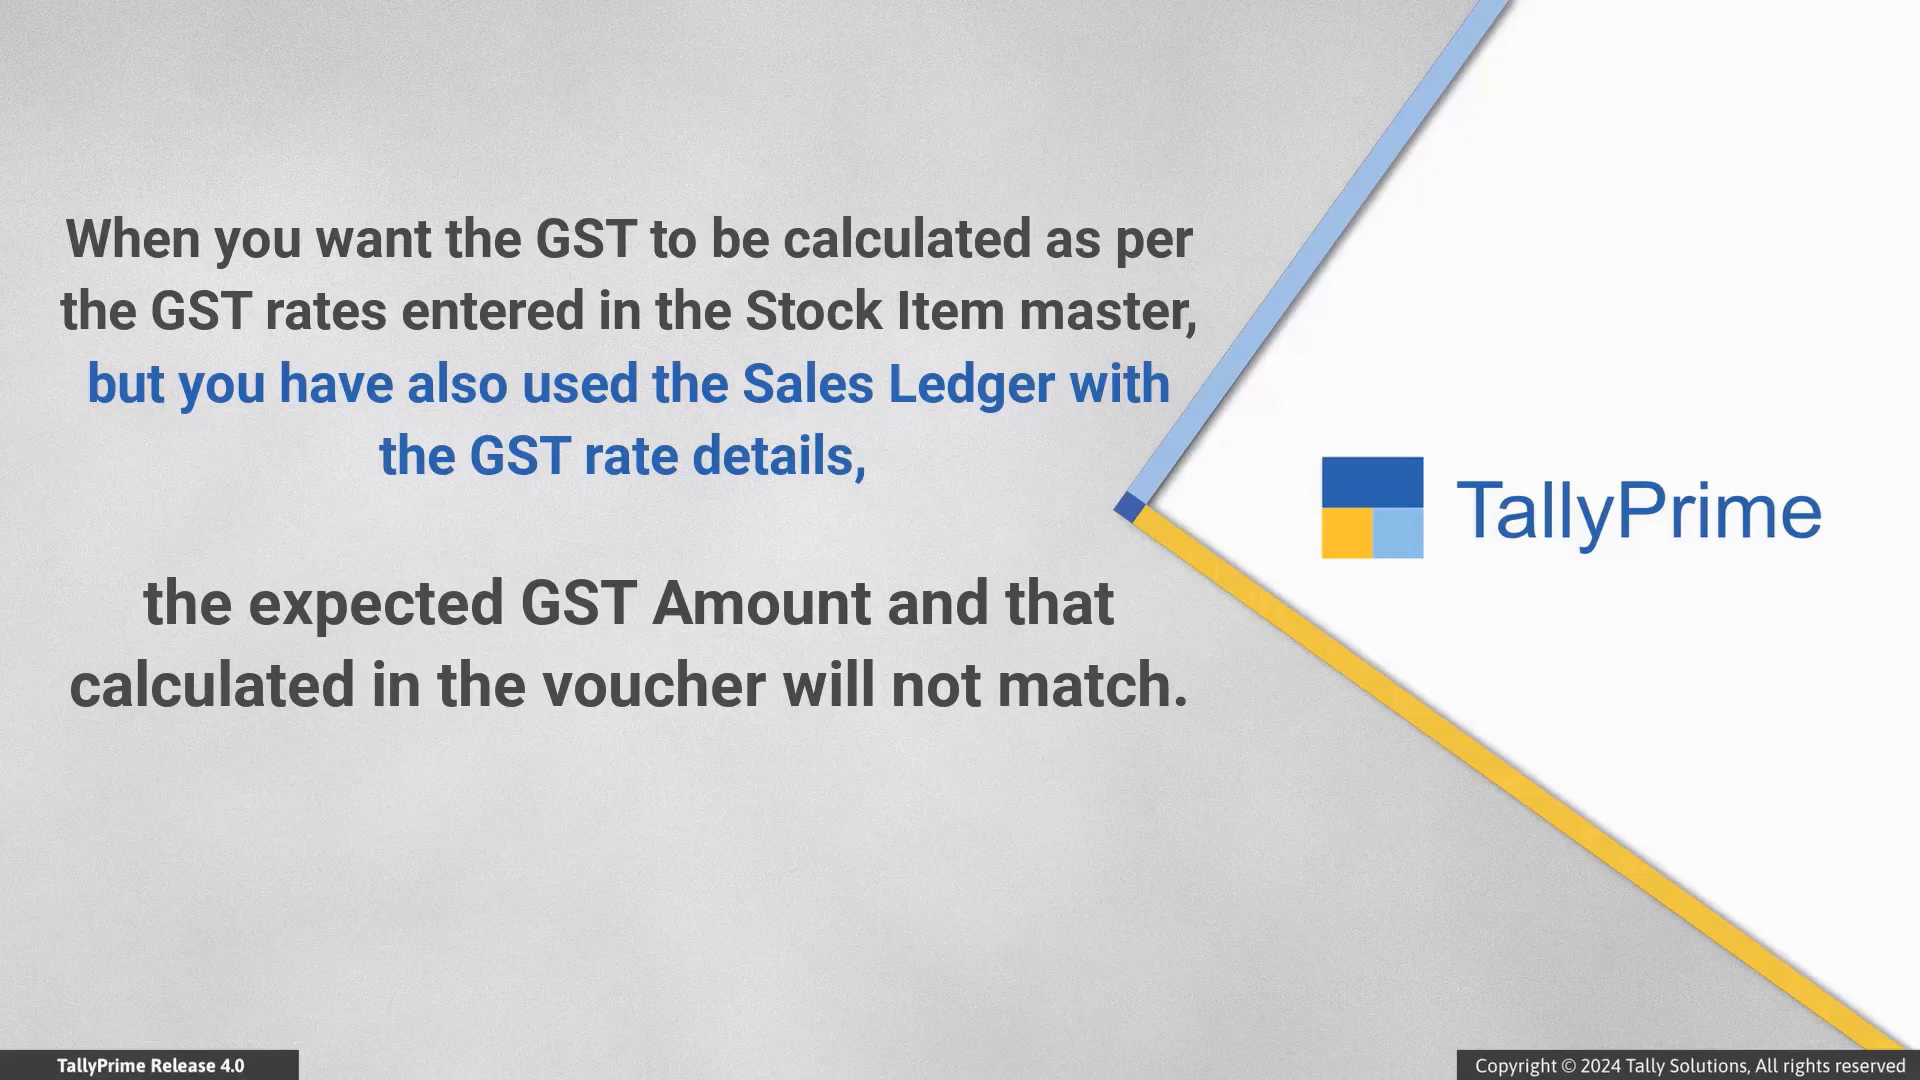 When you want the GST to be calculated as per
the GST rates entered in the Stock Item master,
but you have also used the Sales Ledger with
the GST rate details,
the expected GST Amount and that
calculated in the voucher will not match.
TallyPrime
TallyPrime Release 4.0
Copyright © 2024 Tally Solutions, All rights reserved